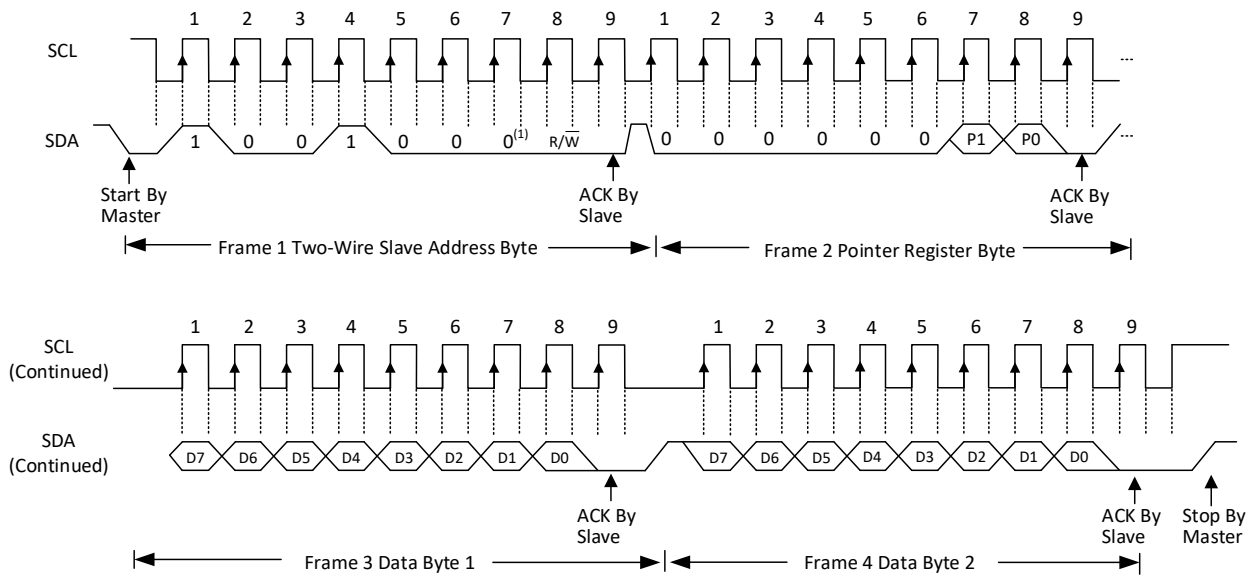 1 2 3 4 5 6 7 8 9 1 2 3 4 5 6 7 8 9
SCL ...
SDA 1 0 0 1 0 0 0(1) R/W̅ 0 0 0 0 0 0 P1 P0 ...
Start By
Master
ACK By
Slave
ACK By
Slave
Frame 1 Two-Wire Slave Address Byte
Frame 2 Pointer Register Byte
1 2 3 4 5 6 7 8 9 1 2 3 4 5 6 7 8 9
SCL
(Continued)
SDA
(Continued)
D7 D6 D5 D4 D3 D2 D1 D0 D7 D6 D5 D4 D3 D2 D1 D0
ACK By
Slave
ACK By
Slave
Stop By
Master
Frame 3 Data Byte 1
Frame 4 Data Byte 2